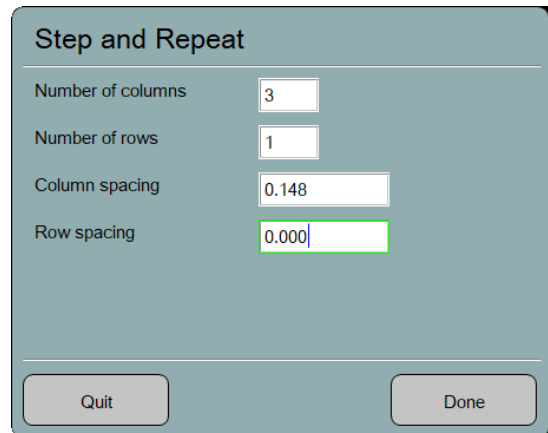 Step and Repeat
Number of columns 3
Number of rows 1
Column spacing 0.148
Row spacing 0.000
Quit Done